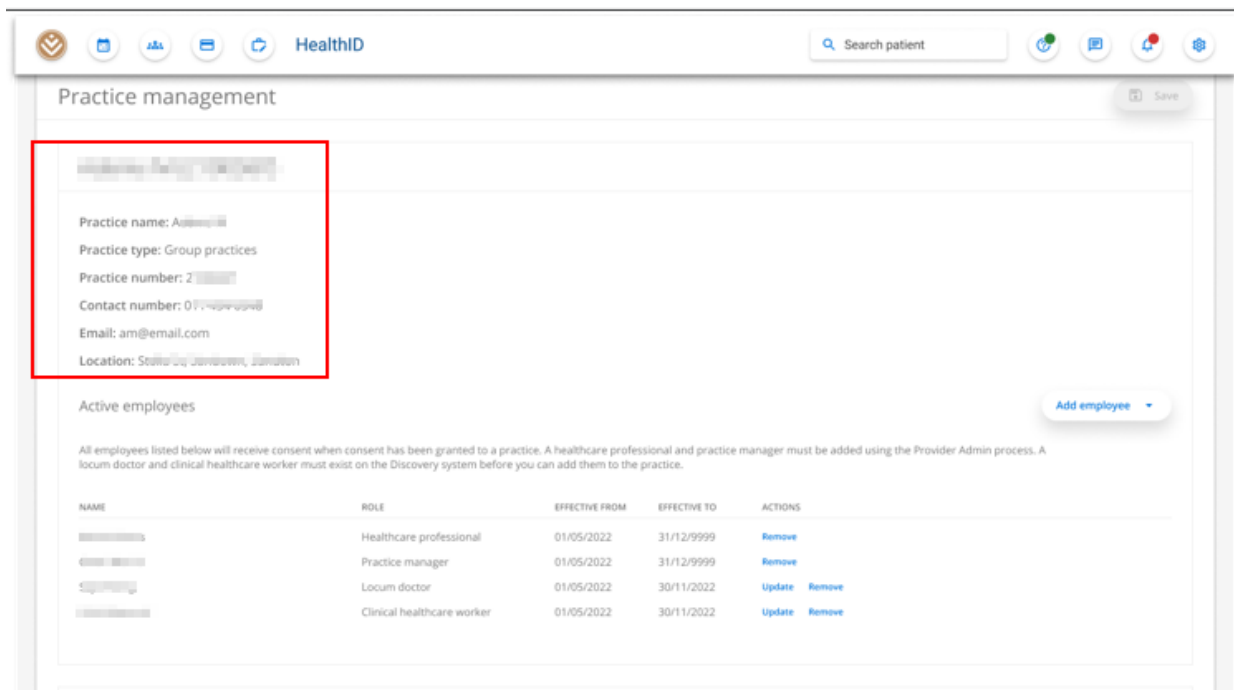 HealthID
Search patient
Practice management
Save
Practice name:
Practice type: Group practices
Practice number:
Contact number:
Email: am@email.com
Location:
Active employees
Add employee
All employees listed below will receive consent when consent has been granted to a practice. A healthcare professional and practice manager must be added using the Provider Admin process. A
locum doctor and clinical healthcare worker must exist on the Discovery system before you can add them to the practice.
NAME ROLE EFFECTIVE FROM EFFECTIVE TO ACTIONS
Healthcare professional 01/05/2022 31/12/9999 Remove
Practice manager 01/05/2022 31/12/9999 Remove
Locum doctor 01/05/2022 30/11/2022 Update Remove
Clinical healthcare worker 01/05/2022 30/11/2022 Update Remove